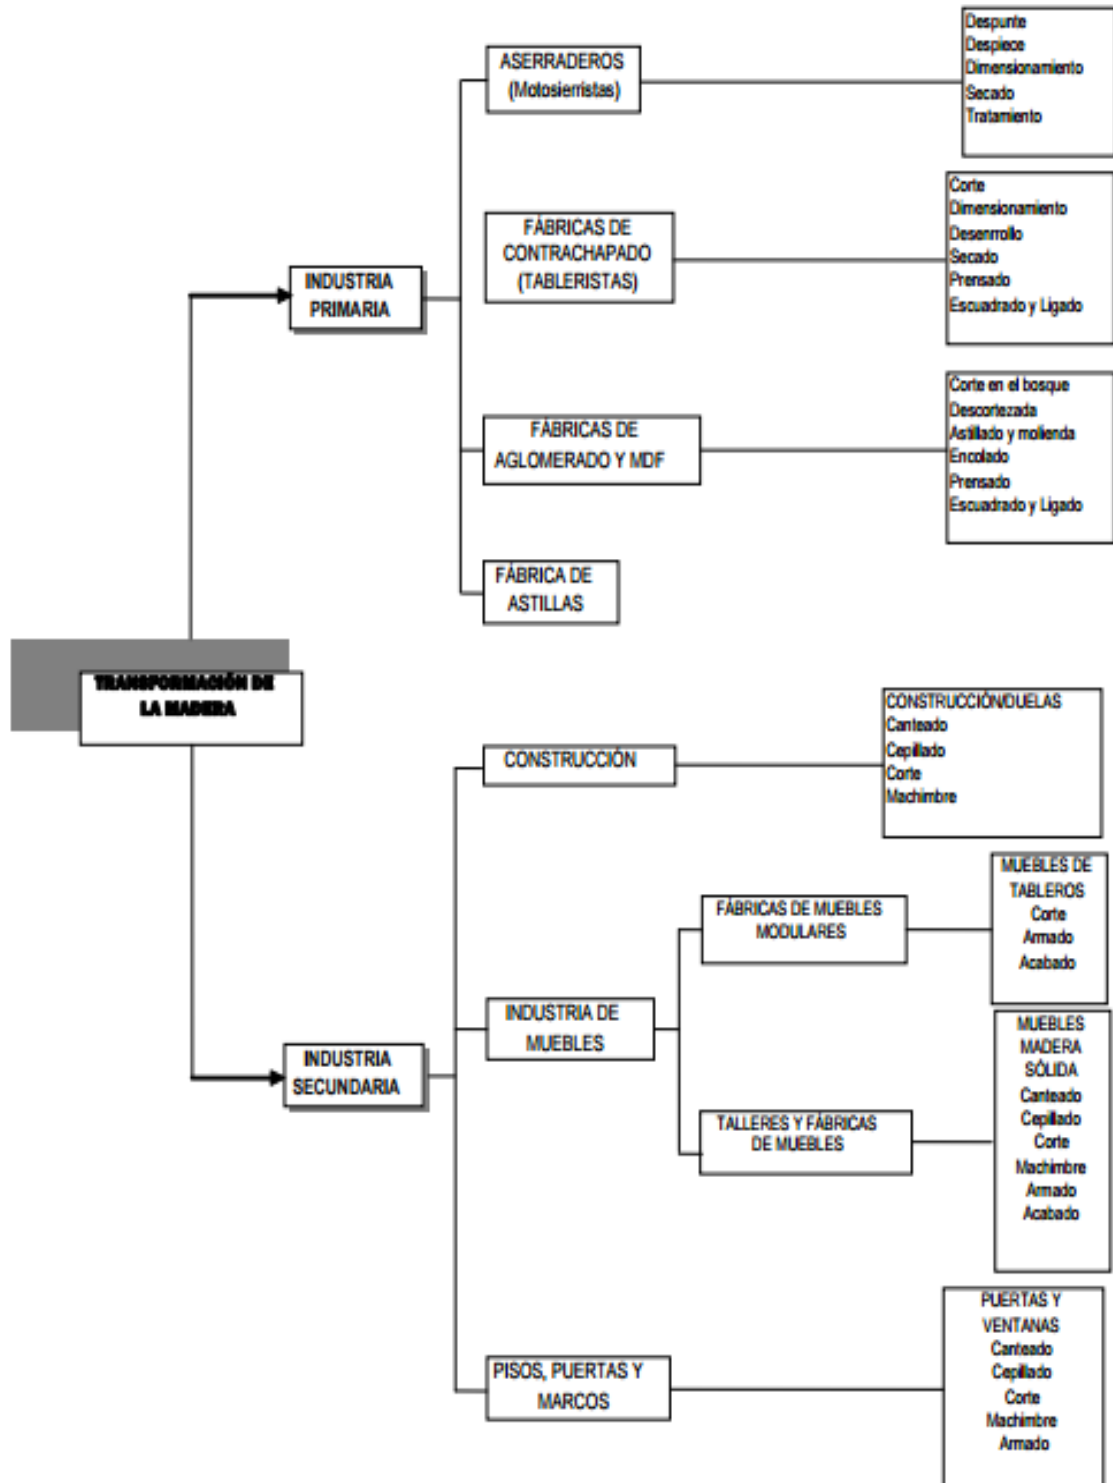 ASERRADEROS
(Motosierristas)
Despunte
Despiece
Dimensionamiento
Secado
Tratamiento
FÁBRICAS DE
CONTRACHAPADO
(TABLERISTAS)
Corte
Dimensionamiento
Desenrrollo
Secado
Prensado
Escuadrado y Ligado
INDUSTRIA
PRIMARIA
FÁBRICAS DE
AGLOMERADO Y MDF
Corte en el bosque
Descortezada
Astillado y molienda
Encolado
Prensado
Escuadrado y Ligado
FÁBRICA DE
ASTILLAS
TRANSFORMACIÓN DE
LA MADERA
CONSTRUCCIÓN
CONSTRUCCIÓN/DUELAS
Canteado
Cepillado
Corte
Machimbre
FÁBRICAS DE MUEBLES
MODULARES
MUEBLES DE
TABLEROS
Corte
Armado
Acabado
INDUSTRIA DE
MUEBLES
INDUSTRIA
SECUNDARIA
TALLERES Y FÁBRICAS
DE MUEBLES
MUEBLES
MADERA
SÓLIDA
Canteado
Cepillado
Corte
Machimbre
Armado
Acabado
PISOS, PUERTAS Y
MARCOS
PUERTAS Y
VENTANAS
Canteado
Cepillado
Corte
Machimbre
Armado